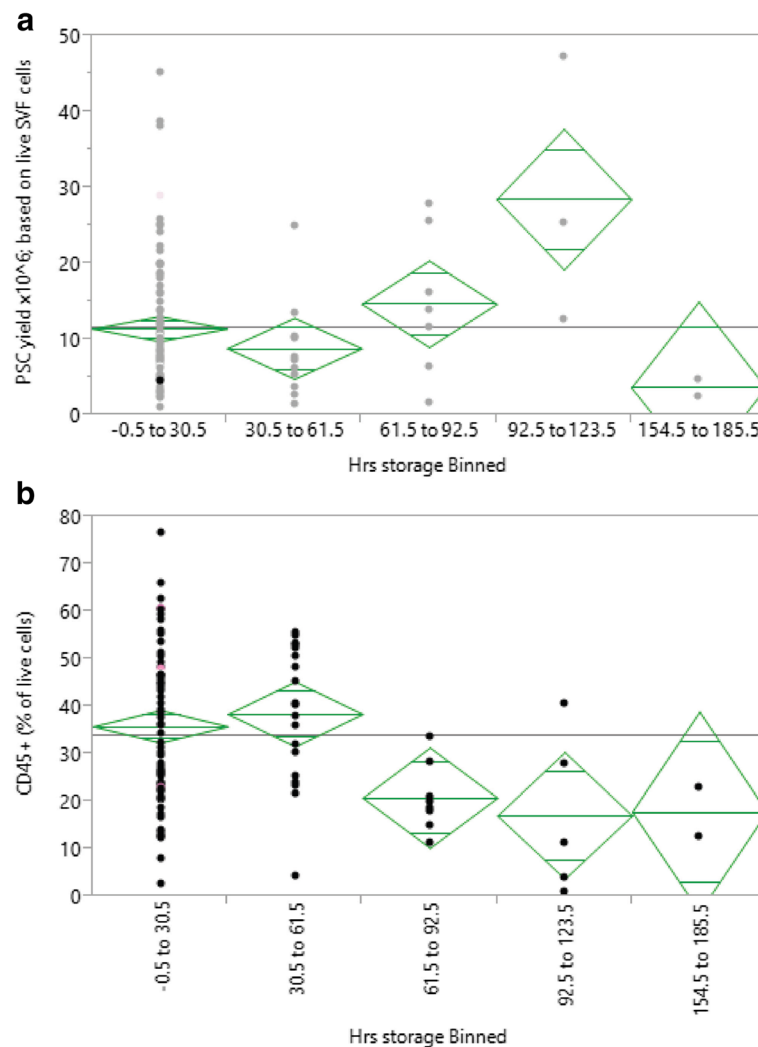 a
PSC yield x10^6; based on live SVF cells
50
40
30
20
10
0
-0.5 to 30.5 30.5 to 61.5 61.5 to 92.5 92.5 to 123.5 154.5 to 185.5
Hrs storage Binned
b
CD45+ (% of live cells)
80
70
60
50
40
30
20
10
0
-0.5 to 30.5
30.5 to 61.5
61.5 to 92.5
92.5 to 123.5
154.5 to 185.5
Hrs storage Binned